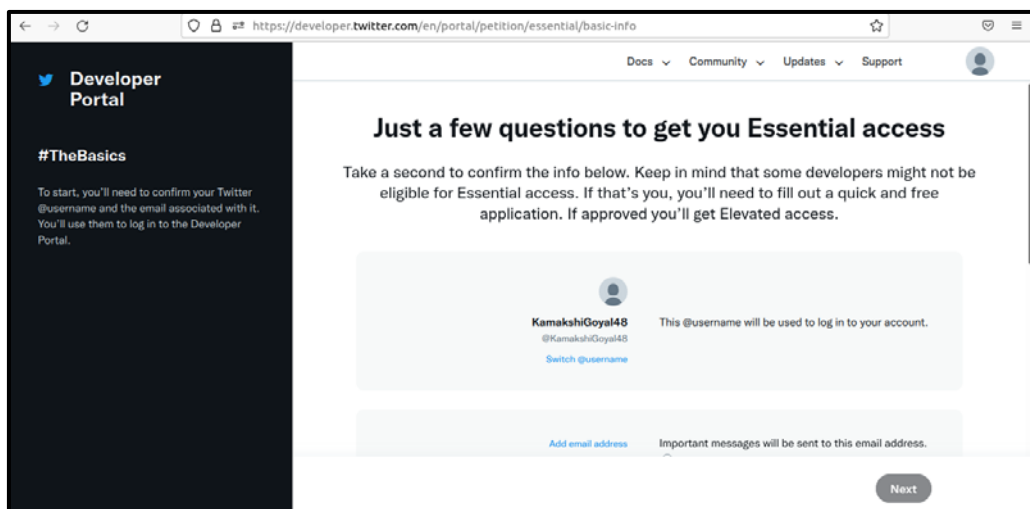 https://developer.twitter.com/en/portal/petition/essential/basic-info
Developer
Portal
Docs
Community
Updates
Support
#TheBasics
To start, you'll need to confirm your Twitter
@username and the email associated with it.
You'll use them to log in to the Developer
Portal.
Just a few questions to get you Essential access
Take a second to confirm the info below. Keep in mind that some developers might not be
eligible for Essential access. If that's you, you'll need to fill out a quick and free
application. If approved you'll get Elevated access.
KamakshiGoyal48
@KamakshiGoyal48
Switch @username
This @username will be used to log in to your account.
Add email address
Important messages will be sent to this email address.
Next